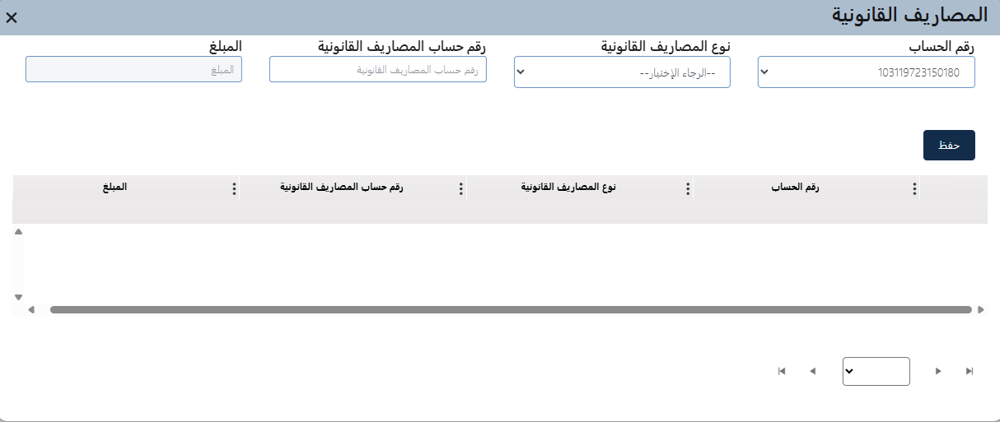 المصاريف القانونية
رقم الحساب
نوع المصاريف القانونية
رقم حساب المصاريف القانونية
المبلغ
103119723150180
--الرجاء الإختيار--
رقم حساب المصاريف القانونية
المبلغ
حفظ
رقم الحساب
نوع المصاريف القانونية
رقم حساب المصاريف القانونية
المبلغ